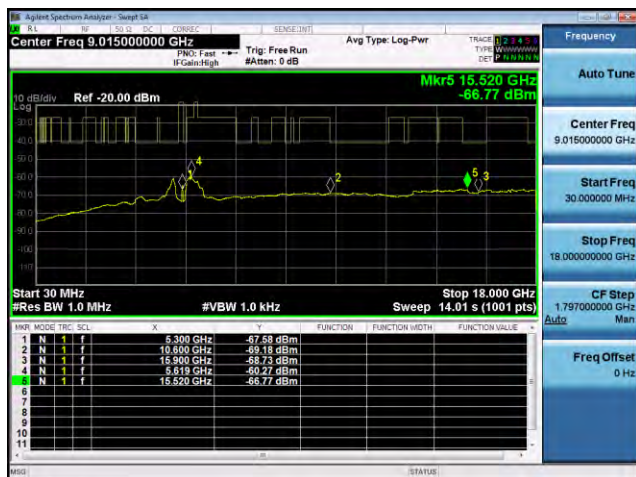 Agilent Spectrum Analyzer - Swept SA
RL RF 50 Ω DC CORREC SENSE:INT
Center Freq 9.015000000 GHz
PNO: Fast
IFGain:High
Trig: Free Run
#Atten: 0 dB
Avg Type: Log-Pwr
TRACE 1 2 3 4 5 6
TYPE WWWWWW
DET P N N N N N
Mkr5 15.520 GHz
-66.77 dBm
10 dB/div
Log
Ref -20.00 dBm
-30.0
-40.0
-50.0
-60.0
-70.0
-80.0
-90.0
-100
-110
1
4
2
5
3
Start 30 MHz
Stop 18.000 GHz
#Res BW 1.0 MHz
#VBW 1.0 kHz
Sweep 14.01 s (1001 pts)
MKR MODE TRC SCL X Y FUNCTION FUNCTION WIDTH FUNCTION VALUE
1 N 1 f 5.300 GHz -67.58 dBm
2 N 1 f 10.600 GHz -69.18 dBm
3 N 1 f 15.900 GHz -68.73 dBm
4 N 1 f 5.619 GHz -60.27 dBm
5 N 1 f 15.520 GHz -66.77 dBm
6
7
8
9
10
11
MSG
STATUS
Frequency
Auto Tune
Center Freq
9.015000000 GHz
Start Freq
30.000000 MHz
Stop Freq
18.000000000 GHz
CF Step
1.797000000 GHz
Auto Man
Freq Offset
0 Hz